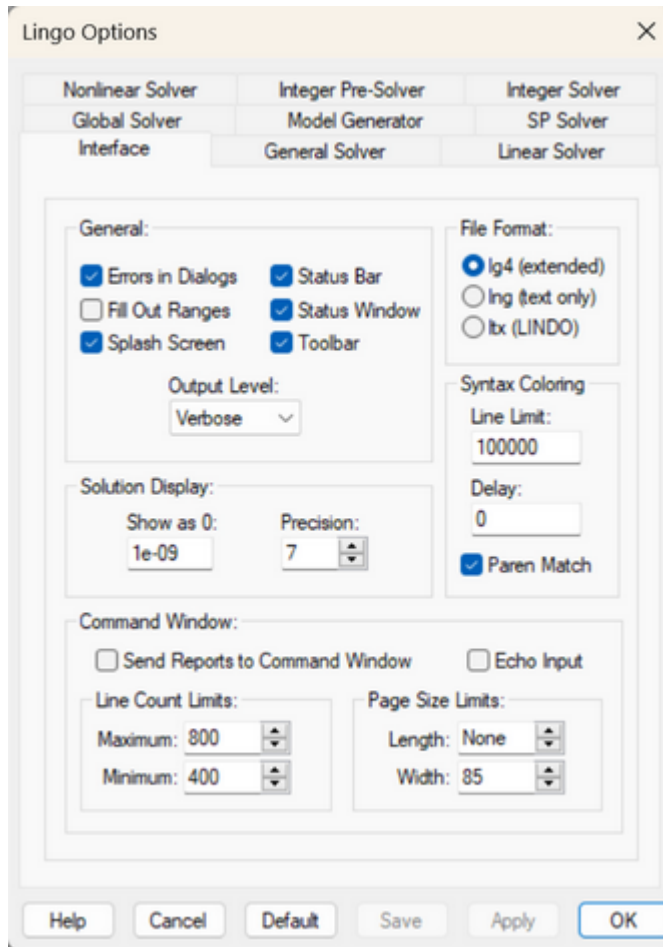 Lingo Options
Nonlinear Solver Integer Pre-Solver Integer Solver
Global Solver Model Generator SP Solver
Interface General Solver Linear Solver
General:
Errors in Dialogs Status Bar
Fill Out Ranges Status Window
Splash Screen Toolbar
Output Level:
Verbose
File Format:
lg4 (extended)
lng (text only)
ltx (LINDO)
Syntax Coloring
Line Limit:
100000
Delay:
0
Paren Match
Solution Display:
Show as 0: Precision:
1e-09 7
Command Window:
Send Reports to Command Window Echo Input
Line Count Limits:
Maximum: 800
Minimum: 400
Page Size Limits:
Length: None
Width: 85
Help Cancel Default Save Apply OK